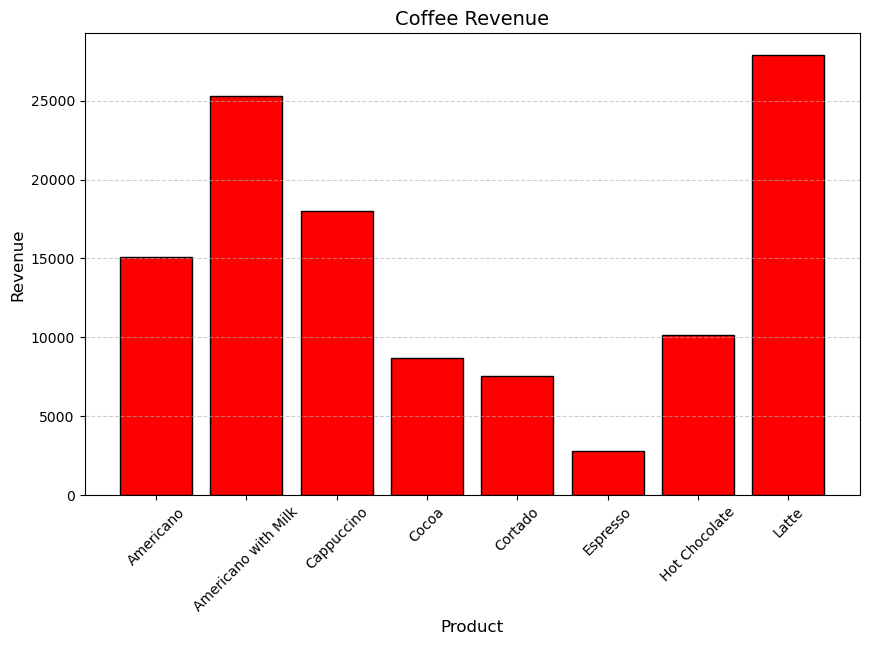 Coffee Revenue
Revenue
25000
20000
15000
10000
5000
0
Americano
Americano with Milk
Cappuccino
Cocoa
Cortado
Espresso
Hot Chocolate
Latte
Product